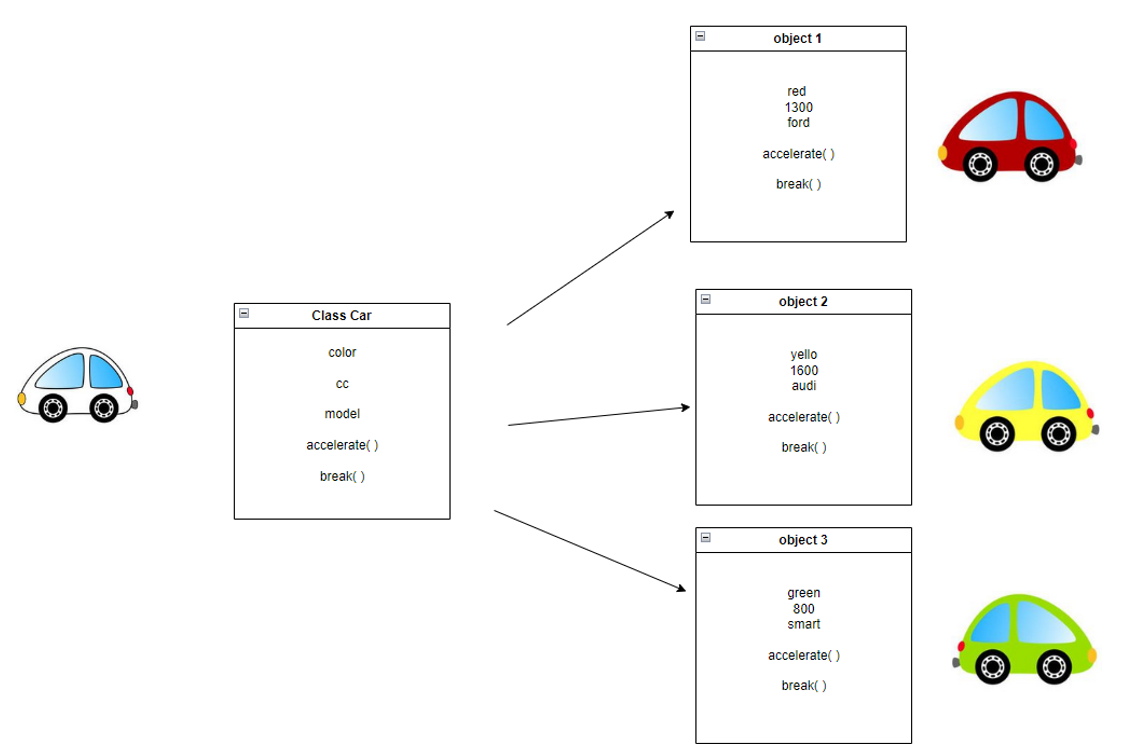 Class Car
color
cc
model
accelerate( )
break( )
object 1
red
1300
ford
accelerate( )
break( )
object 2
yello
1600
audi
accelerate( )
break( )
object 3
green
800
smart
accelerate( )
break( )